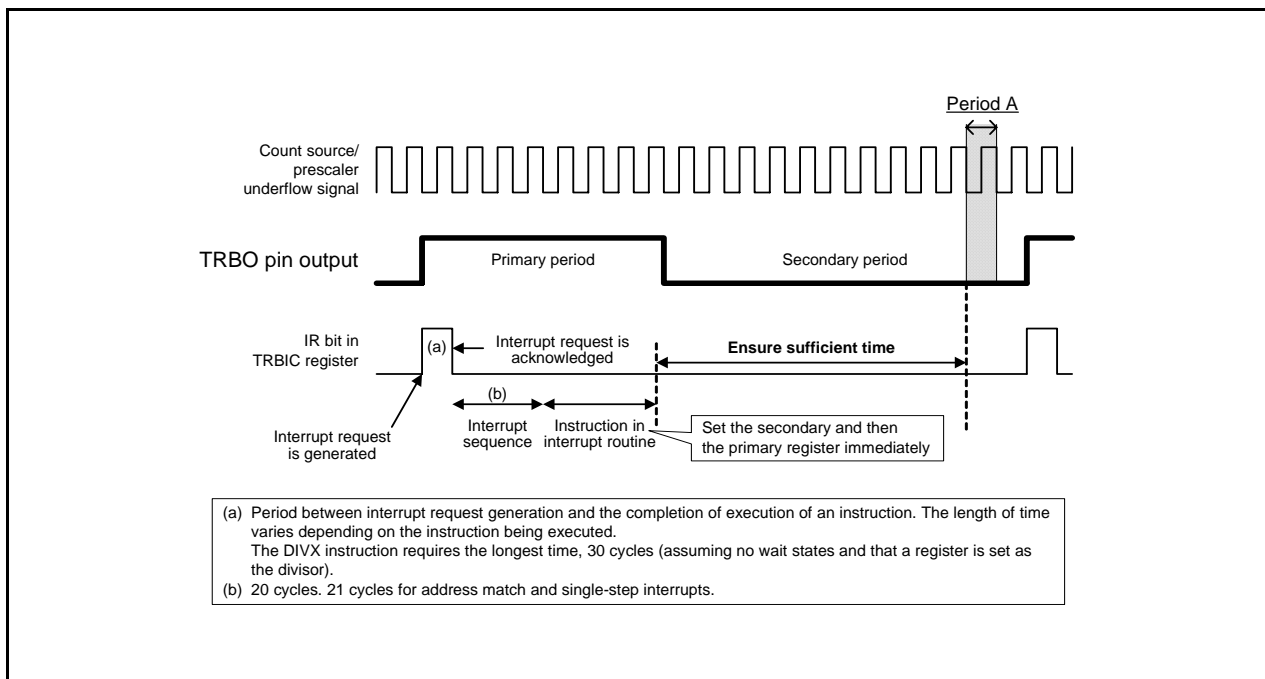 Period A
Count source/
prescaler
underflow signal
TRBO pin output
Primary period
Secondary period
IR bit in
TRBIC register
(a)
Interrupt request is
acknowledged
Ensure sufficient time
(b)
Interrupt request
is generated
Interrupt
sequence
Instruction in
interrupt routine
Set the secondary and then
the primary register immediately
(a) Period between interrupt request generation and the completion of execution of an instruction. The length of time
varies depending on the instruction being executed.
The DIVX instruction requires the longest time, 30 cycles (assuming no wait states and that a register is set as
the divisor).
(b) 20 cycles. 21 cycles for address match and single-step interrupts.